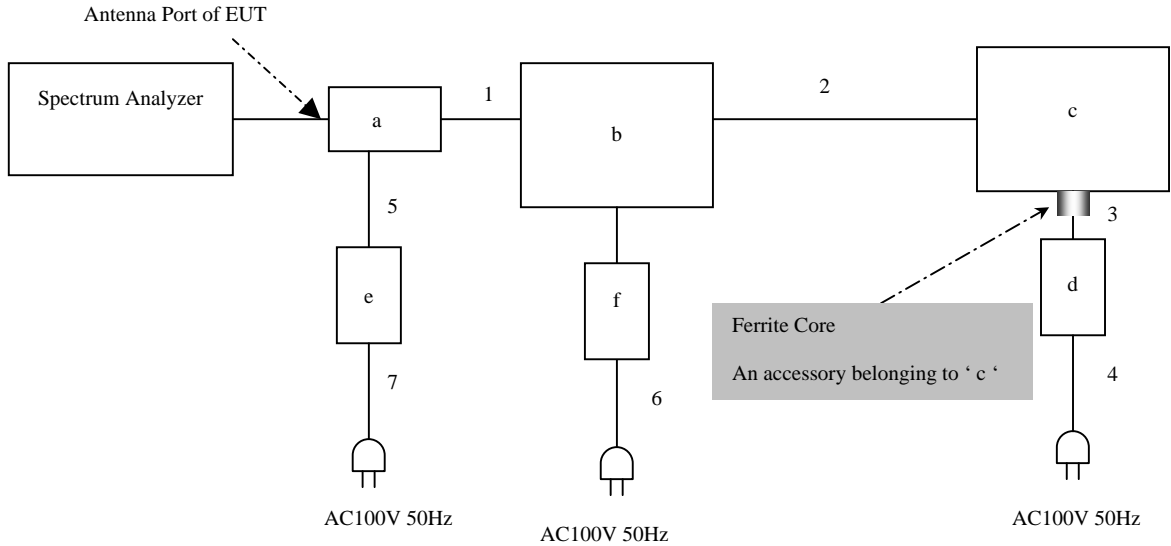 Antenna Port of EUT
Spectrum Analyzer
a
1
b
2
c
5
3
e
f
d
Ferrite Core
An accessory belonging to ‘ c ‘
7
6
4
AC100V 50Hz
AC100V 50Hz
AC100V 50Hz